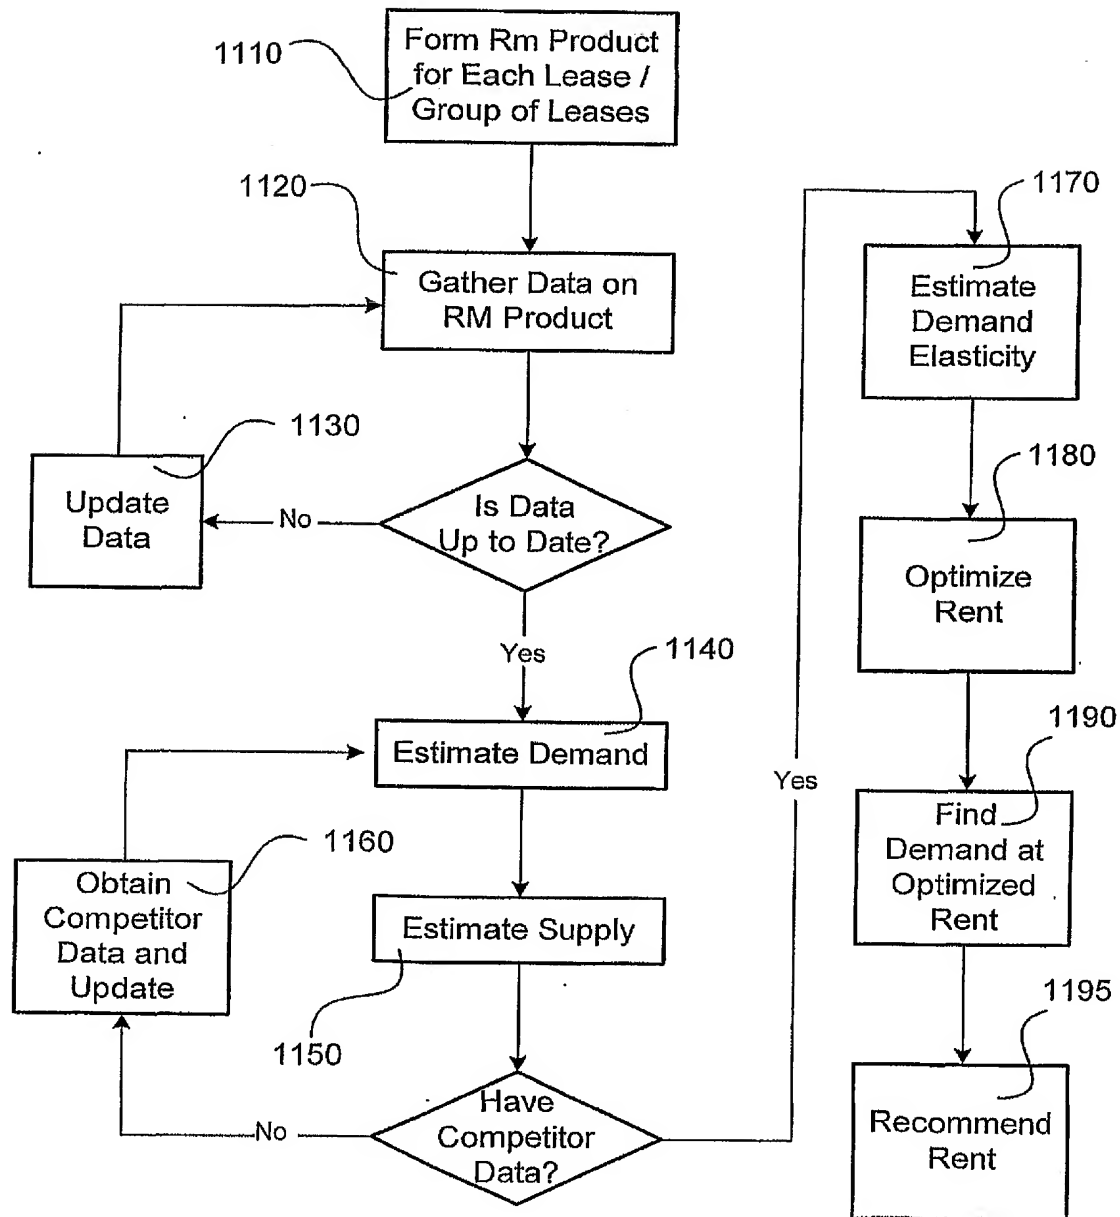 1110
Form Rm Product
for Each Lease /
Group of Leases
1120
Gather Data on
RM Product
1130
Update
Data
No
Is Data
Up to Date?
Yes
1140
Estimate Demand
1160
Obtain
Competitor
Data and
Update
Estimate Supply
1150
No
Have
Competitor
Data?
Yes
1170
Estimate
Demand
Elasticity
1180
Optimize
Rent
1190
Find
Demand at
Optimized
Rent
1195
Recommend
Rent